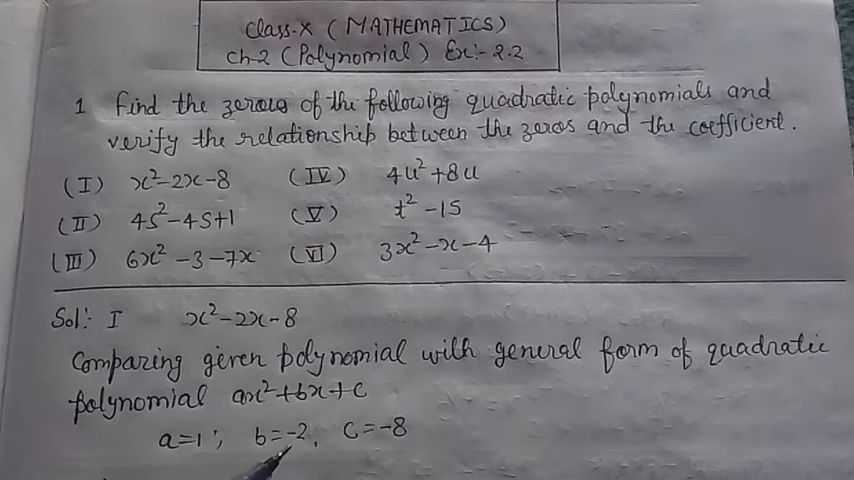 Class-X (MATHEMATICS)
Ch-2 (Polynomial) Ex:- 2.2
1 Find the zeroes of the following quadratic polynomials and
verify the relationship between the zeros and the coefficient.
(I) x²-2x-8 (IV) 4u²+8u
(II) 4s²-4s+1 (V) t²-15
(III) 6x²-3-7x (VI) 3x²-x-4
Sol:- I x²-2x-8
Comparing given polynomial with general form of quadratic
polynomial ax²+bx+c
a=1; b=-2, c=-8